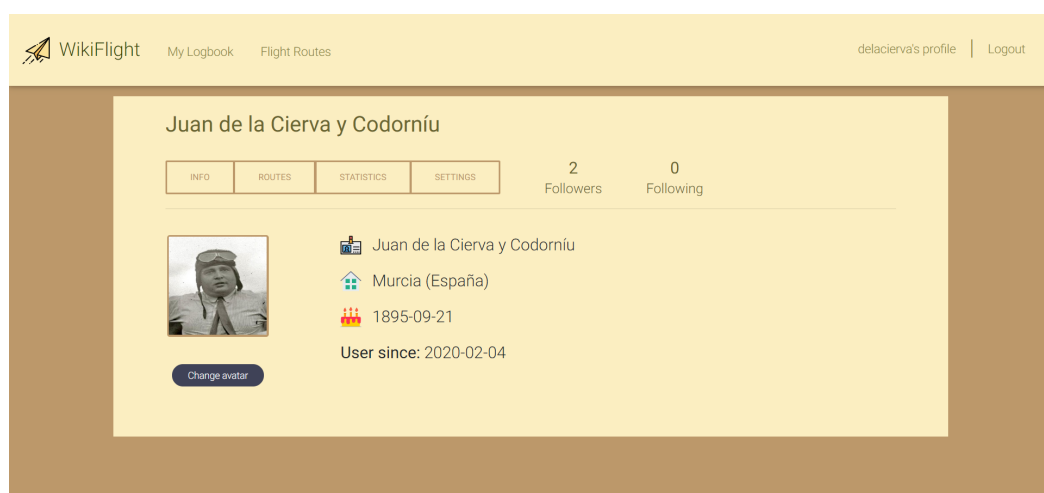 WikiFlight My Logbook Flight Routes delacierva's profile | Logout
Juan de la Cierva y Codorníu
INFO ROUTES STATISTICS SETTINGS
2 Followers
0 Following
Juan de la Cierva y Codorníu
Murcia (España)
1895-09-21
User since: 2020-02-04
Change avatar